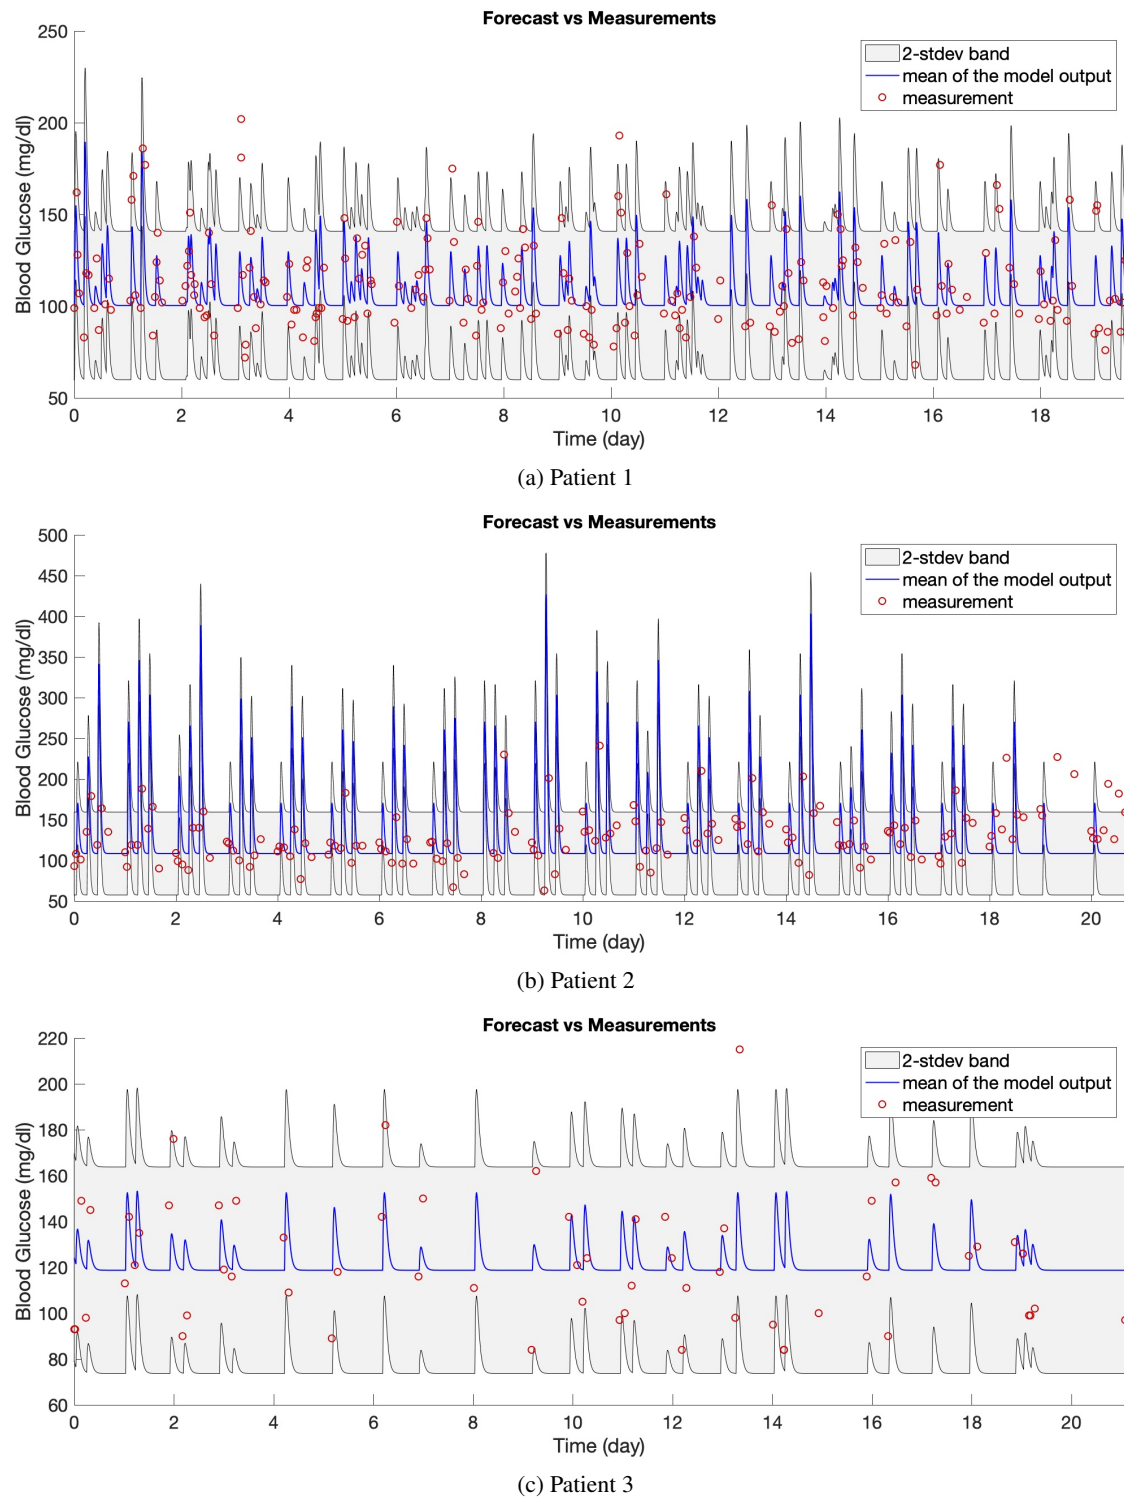 Forecast vs Measurements
250
200
150
100
50
Blood Glucose (mg/dl)
2-stdev band
mean of the model output
measurement
0 2 4 6 8 10 12 14 16 18
Time (day)
(a) Patient 1
Forecast vs Measurements
500
450
400
350
300
250
200
150
100
50
Blood Glucose (mg/dl)
2-stdev band
mean of the model output
measurement
0 2 4 6 8 10 12 14 16 18 20
Time (day)
(b) Patient 2
Forecast vs Measurements
220
200
180
160
140
120
100
80
60
Blood Glucose (mg/dl)
2-stdev band
mean of the model output
measurement
0 2 4 6 8 10 12 14 16 18 20
Time (day)
(c) Patient 3